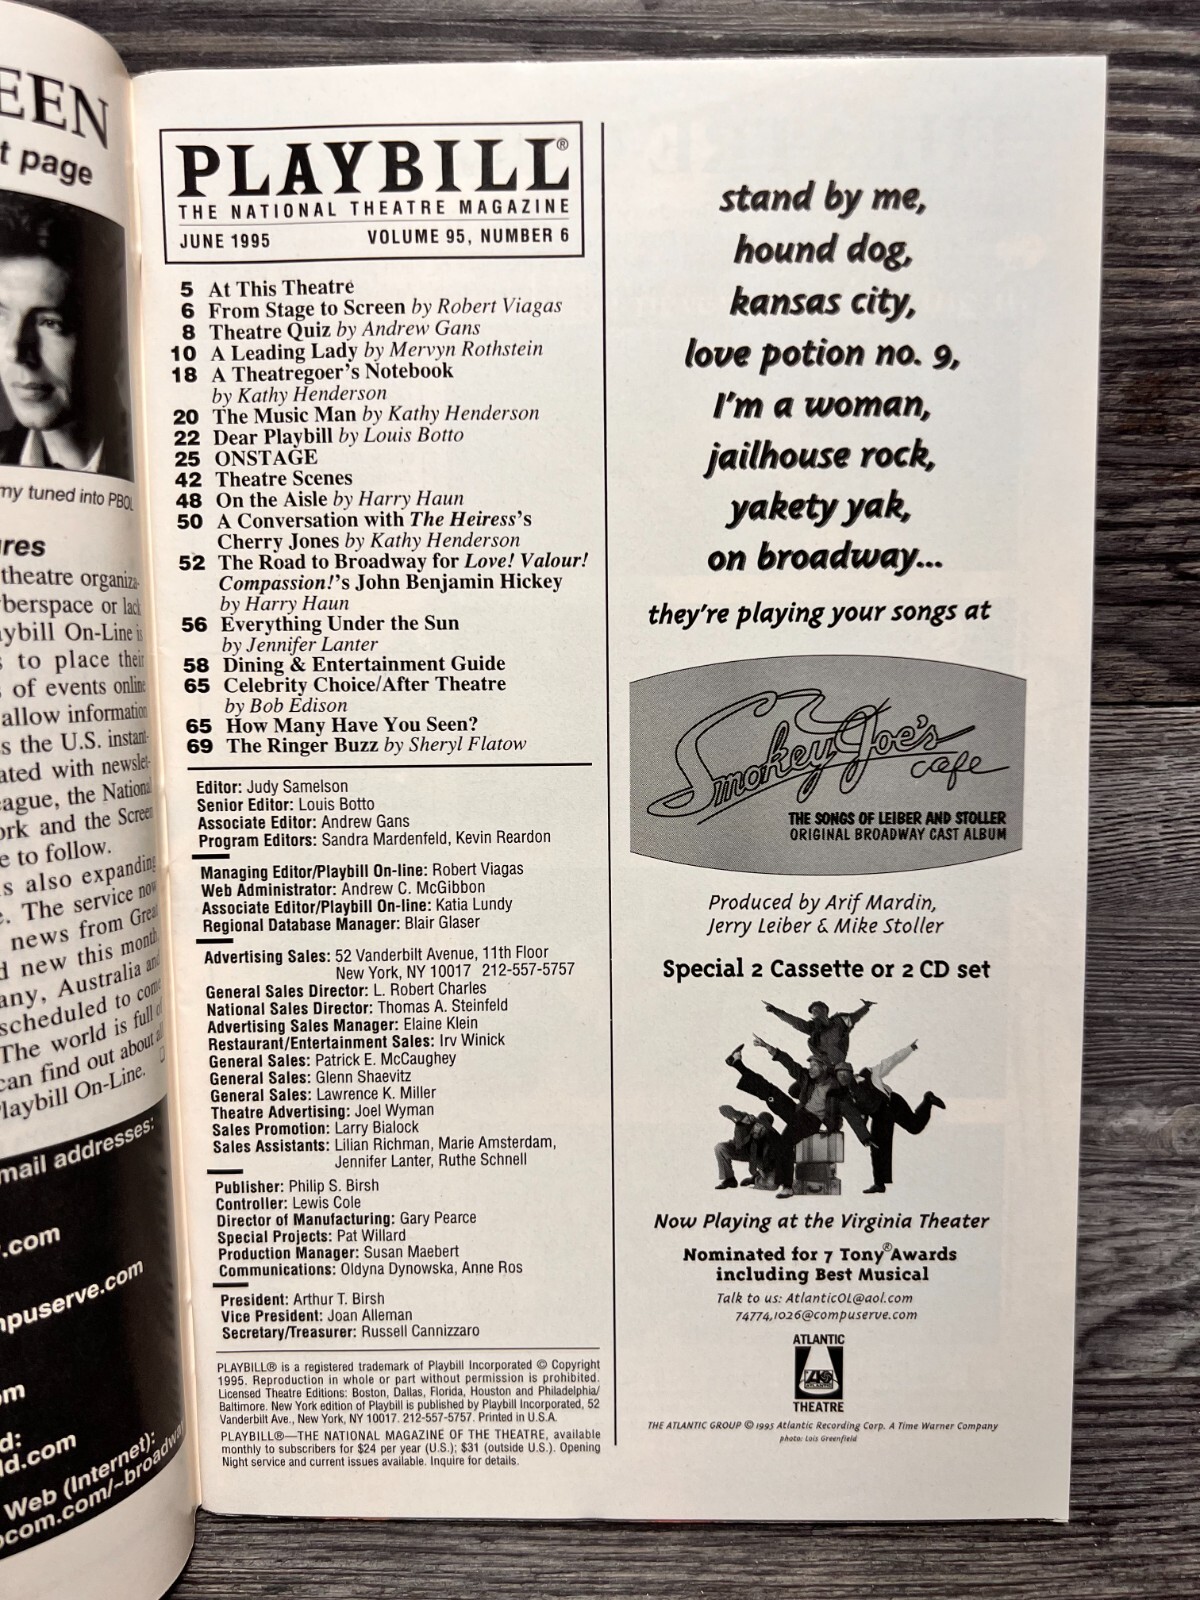 EEN
t page
my tuned into PBOL
res
theatre organiza-
berspace or lack
aybill On-Line is
s to place their
s of events online
allow information
s the U.S. instant-
ated with newslet-
eague, the National
ork and the Screen
e to follow.
s also expanding
e. The service now
news from Great
d new this month,
any, Australia and
scheduled to come
The world is full of
can find out about all
Playbill On-Line.
mail addresses:
.com
mpuserve.com
om
d:
ld.com
Web (Internet):
ocom.com/~broadway
PLAYBILL®
THE NATIONAL THEATRE MAGAZINE
JUNE 1995 VOLUME 95, NUMBER 6
5 At This Theatre
6 From Stage to Screen by Robert Viagas
8 Theatre Quiz by Andrew Gans
10 A Leading Lady by Mervyn Rothstein
18 A Theatregoer's Notebook
by Kathy Henderson
20 The Music Man by Kathy Henderson
22 Dear Playbill by Louis Botto
25 ONSTAGE
42 Theatre Scenes
48 On the Aisle by Harry Haun
50 A Conversation with The Heiress's
Cherry Jones by Kathy Henderson
52 The Road to Broadway for Love! Valour!
Compassion!'s John Benjamin Hickey
by Harry Haun
56 Everything Under the Sun
by Jennifer Lanter
58 Dining & Entertainment Guide
65 Celebrity Choice/After Theatre
by Bob Edison
65 How Many Have You Seen?
69 The Ringer Buzz by Sheryl Flatow
Editor: Judy Samelson
Senior Editor: Louis Botto
Associate Editor: Andrew Gans
Program Editors: Sandra Mardenfeld, Kevin Reardon
Managing Editor/Playbill On-line: Robert Viagas
Web Administrator: Andrew C. McGibbon
Associate Editor/Playbill On-line: Katia Lundy
Regional Database Manager: Blair Glaser
Advertising Sales: 52 Vanderbilt Avenue, 11th Floor
New York, NY 10017 212-557-5757
General Sales Director: L. Robert Charles
National Sales Director: Thomas A. Steinfeld
Advertising Sales Manager: Elaine Klein
Restaurant/Entertainment Sales: Irv Winick
General Sales: Patrick E. McCaughey
General Sales: Glenn Shaevitz
General Sales: Lawrence K. Miller
Theatre Advertising: Joel Wyman
Sales Promotion: Larry Bialock
Sales Assistants: Lilian Richman, Marie Amsterdam,
Jennifer Lanter, Ruthe Schnell
Publisher: Philip S. Birsh
Controller: Lewis Cole
Director of Manufacturing: Gary Pearce
Special Projects: Pat Willard
Production Manager: Susan Maebert
Communications: Oldyna Dynowska, Anne Ros
President: Arthur T. Birsh
Vice President: Joan Alleman
Secretary/Treasurer: Russell Cannizzaro
PLAYBILL® is a registered trademark of Playbill Incorporated © Copyright
1995. Reproduction in whole or part without permission is prohibited.
Licensed Theatre Editions: Boston, Dallas, Florida, Houston and Philadelphia/
Baltimore. New York edition of Playbill is published by Playbill Incorporated, 52
Vanderbilt Ave., New York, NY 10017. 212-557-5757. Printed in U.S.A.
PLAYBILL®—THE NATIONAL MAGAZINE OF THE THEATRE, available
monthly to subscribers for $24 per year (U.S.); $31 (outside U.S.). Opening
Night service and current issues available. Inquire for details.
stand by me,
hound dog,
kansas city,
love potion no. 9,
I'm a woman,
jailhouse rock,
yakety yak,
on broadway...
they're playing your songs at
Smokey Joe's
cafe
THE SONGS OF LEIBER AND STOLLER
ORIGINAL BROADWAY CAST ALBUM
Produced by Arif Mardin,
Jerry Leiber & Mike Stoller
Special 2 Cassette or 2 CD set
Now Playing at the Virginia Theater
Nominated for 7 Tony® Awards
including Best Musical
Talk to us: AtlanticOL@aol.com
74774,1026@compuserve.com
ATLANTIC
ATLANTIC
THEATRE
THE ATLANTIC GROUP © 1995 Atlantic Recording Corp. A Time Warner Company
photo: Lois Greenfield